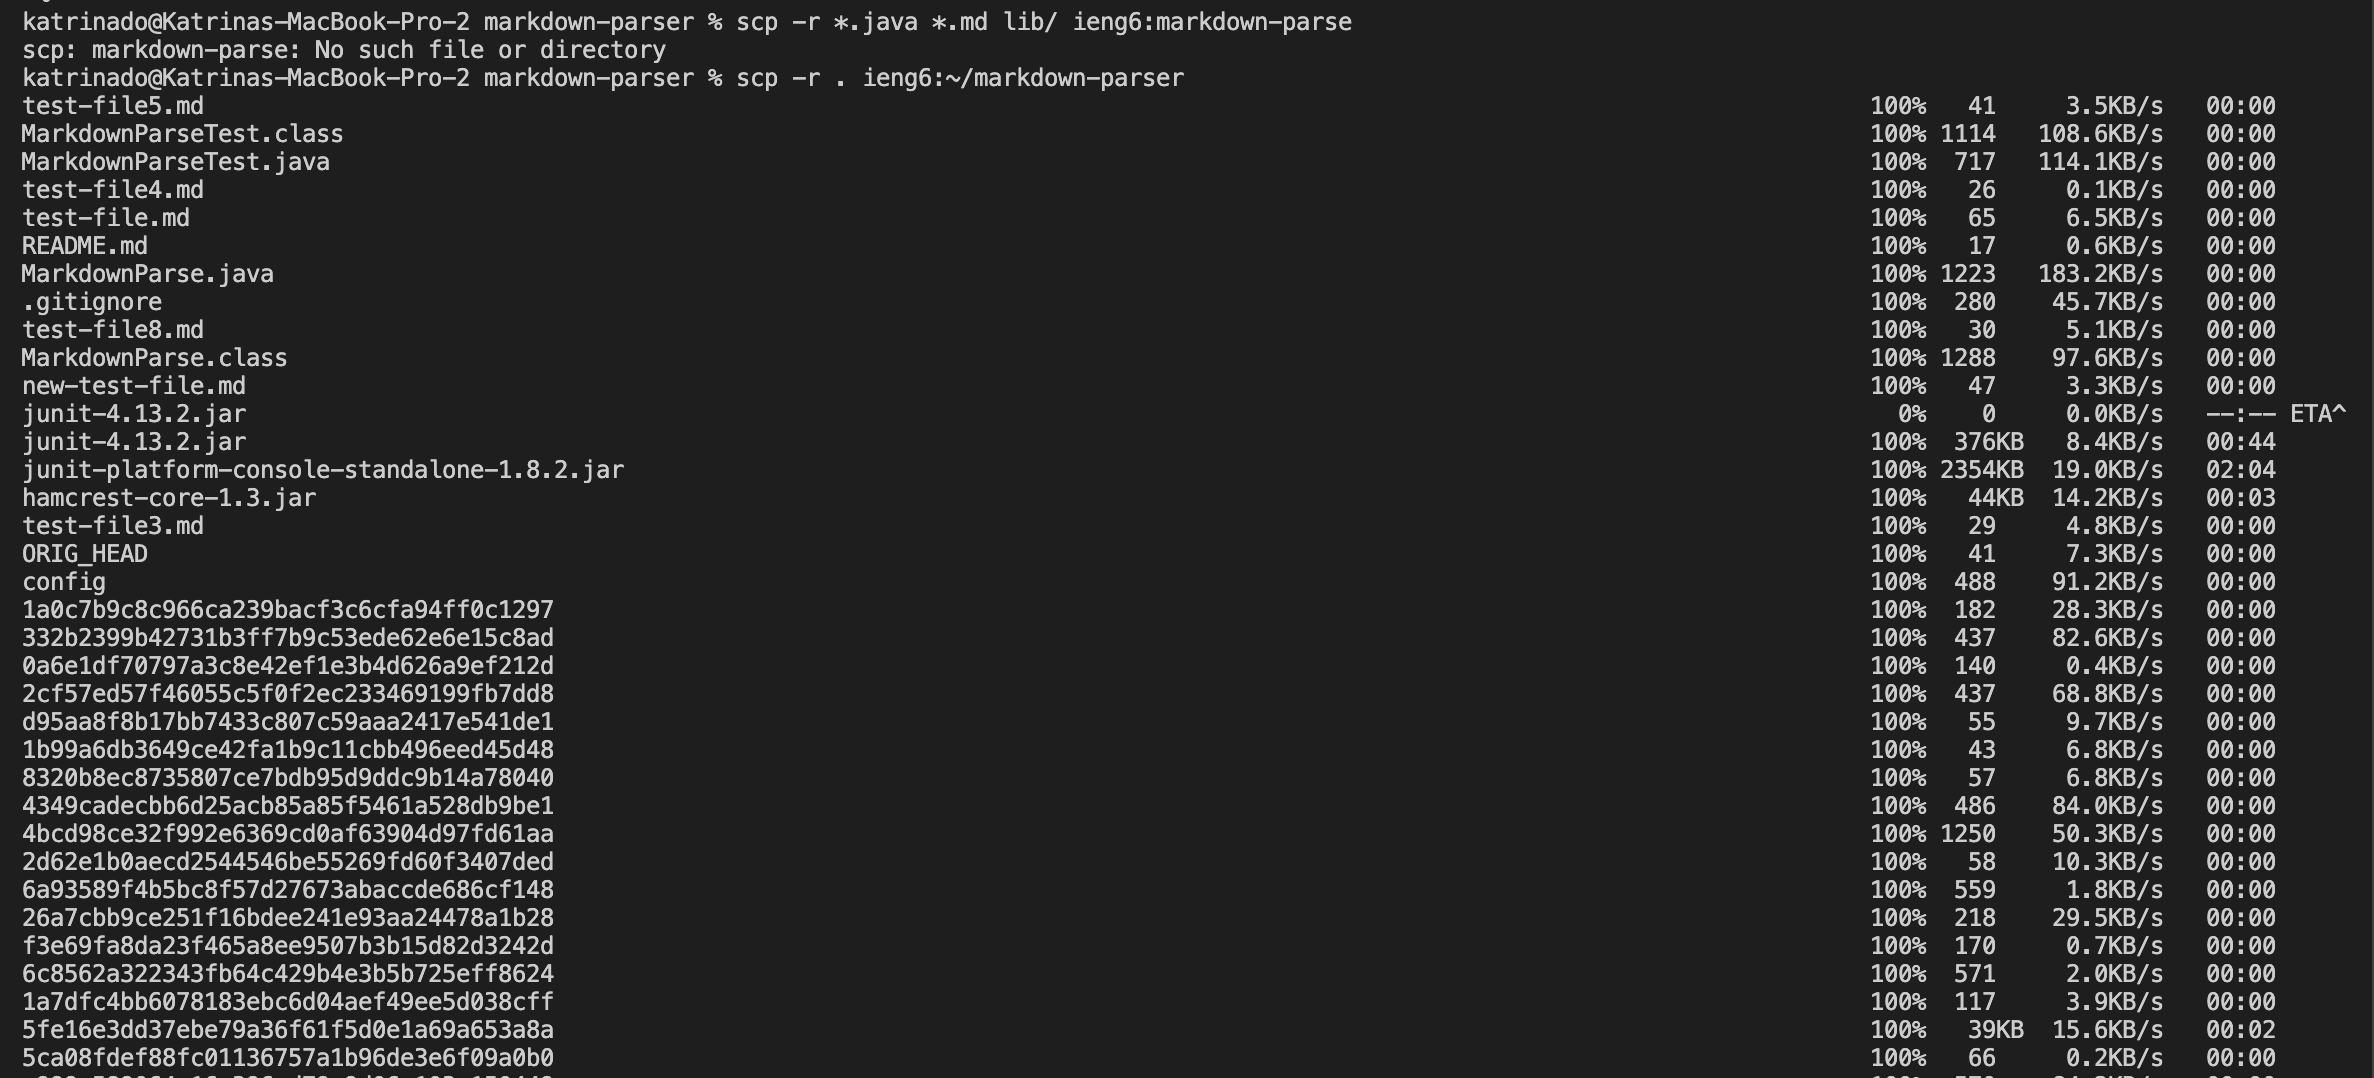 katrinado@Katrinas-MacBook-Pro-2 markdown-parser % scp -r *.java *.md lib/ ieng6:markdown-parse
scp: markdown-parse: No such file or directory
katrinado@Katrinas-MacBook-Pro-2 markdown-parser % scp -r . ieng6:~/markdown-parser
test-file5.md 100% 41 3.5KB/s 00:00
MarkdownParseTest.class 100% 1114 108.6KB/s 00:00
MarkdownParseTest.java 100% 717 114.1KB/s 00:00
test-file4.md 100% 26 0.1KB/s 00:00
test-file.md 100% 65 6.5KB/s 00:00
README.md 100% 17 0.6KB/s 00:00
MarkdownParse.java 100% 1223 183.2KB/s 00:00
.gitignore 100% 280 45.7KB/s 00:00
test-file8.md 100% 30 5.1KB/s 00:00
MarkdownParse.class 100% 1288 97.6KB/s 00:00
new-test-file.md 100% 47 3.3KB/s 00:00
junit-4.13.2.jar 0% 0 0.0KB/s --:-- ETA^
junit-4.13.2.jar 100% 376KB 8.4KB/s 00:44
junit-platform-console-standalone-1.8.2.jar 100% 2354KB 19.0KB/s 02:04
hamcrest-core-1.3.jar 100% 44KB 14.2KB/s 00:03
test-file3.md 100% 29 4.8KB/s 00:00
ORIG_HEAD 100% 41 7.3KB/s 00:00
config 100% 488 91.2KB/s 00:00
1a0c7b9c8c966ca239bacf3c6cfa94ff0c1297 100% 182 28.3KB/s 00:00
332b2399b42731b3ff7b9c53ede62e6e15c8ad 100% 437 82.6KB/s 00:00
0a6e1df70797a3c8e42ef1e3b4d626a9ef212d 100% 140 0.4KB/s 00:00
2cf57ed57f46055c5f0f2ec233469199fb7dd8 100% 437 68.8KB/s 00:00
d95aa8f8b17bb7433c807c59aaa2417e541de1 100% 55 9.7KB/s 00:00
1b99a6db3649ce42fa1b9c11cbb496eed45d48 100% 43 6.8KB/s 00:00
8320b8ec8735807ce7bdb95d9ddc9b14a78040 100% 57 6.8KB/s 00:00
4349cadecbb6d25acb85a85f5461a528db9be1 100% 486 84.0KB/s 00:00
4bcd98ce32f992e6369cd0af63904d97fd61aa 100% 1250 50.3KB/s 00:00
2d62e1b0aecd2544546be55269fd60f3407ded 100% 58 10.3KB/s 00:00
6a93589f4b5bc8f57d27673abaccde686cf148 100% 559 1.8KB/s 00:00
26a7cbb9ce251f16bdee241e93aa24478a1b28 100% 218 29.5KB/s 00:00
f3e69fa8da23f465a8ee9507b3b15d82d3242d 100% 170 0.7KB/s 00:00
6c8562a322343fb64c429b4e3b5b725eff8624 100% 571 2.0KB/s 00:00
1a7dfc4bb6078183ebc6d04aef49ee5d038cff 100% 117 3.9KB/s 00:00
5fe16e3dd37ebe79a36f61f5d0e1a69a653a8a 100% 39KB 15.6KB/s 00:02
5ca08fdef88fc01136757a1b96de3e6f09a0b0 100% 66 0.2KB/s 00:00